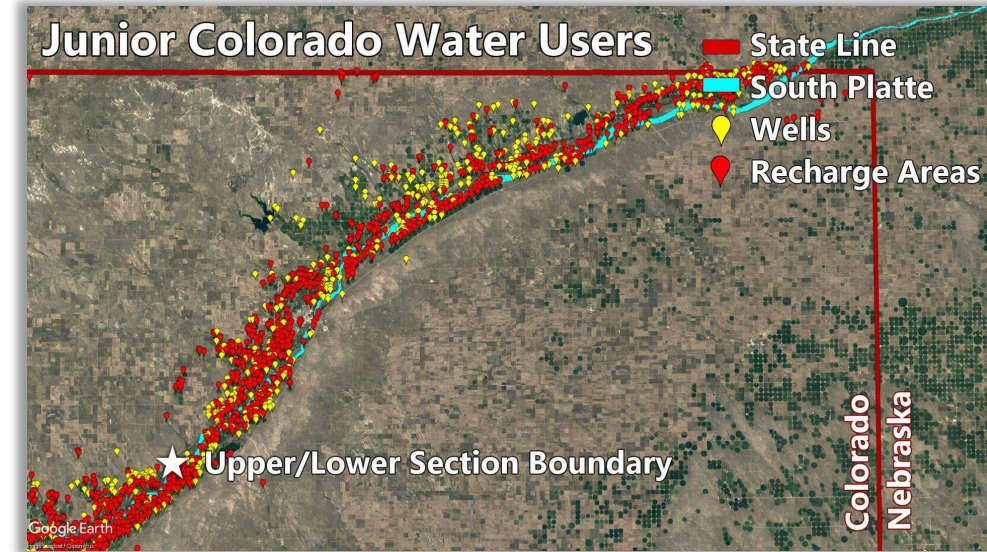 Junior Colorado Water Users
State Line
South Platte
Wells
Recharge Areas
Upper/Lower Section Boundary
Colorado
Nebraska
Google Earth